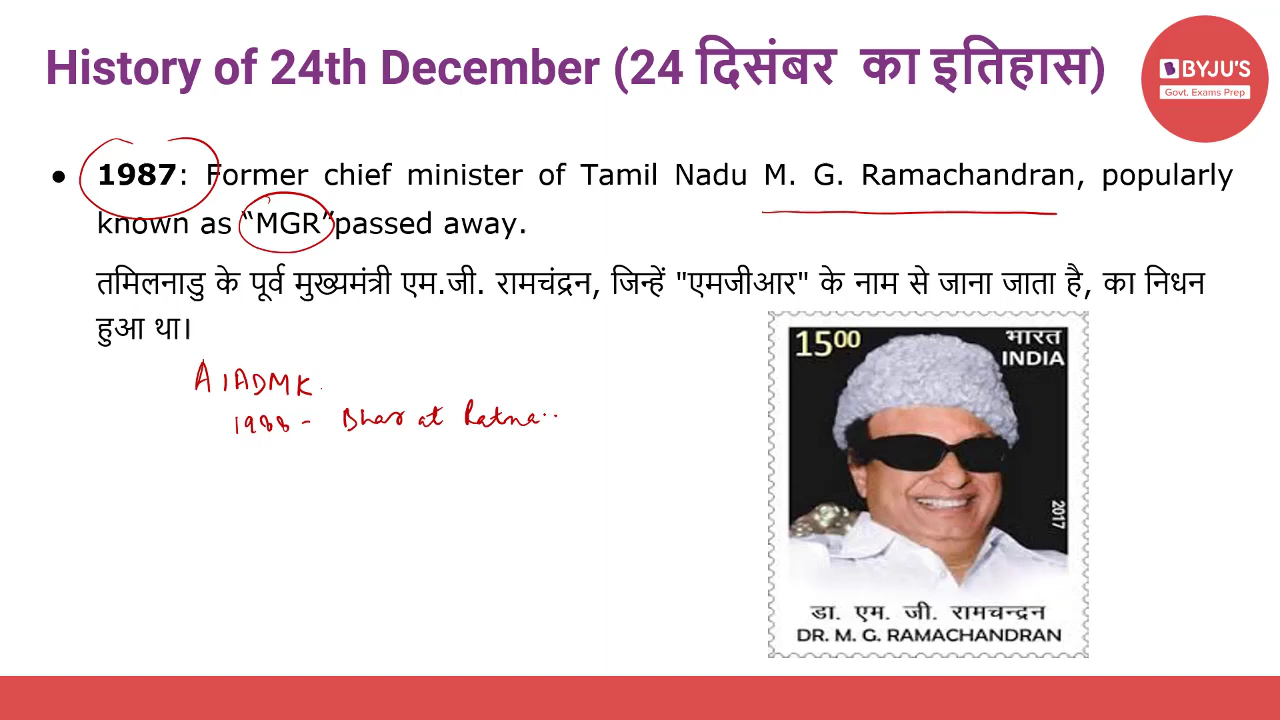 History of 24th December (24 दिसंबर का इतिहास)
BYJU'S
Govt. Exams Prep
● 1987: Former chief minister of Tamil Nadu M. G. Ramachandran, popularly
known as “MGR”passed away.
तमिलनाडु के पूर्व मुख्यमंत्री एम.जी. रामचंद्रन, जिन्हें "एमजीआर" के नाम से जाना जाता है, का निधन
हुआ था।
AIADMK
1988 - Bharat Ratna..
1500
भारत
INDIA
2017
डा. एम. जी. रामचन्द्रन
DR. M. G. RAMACHANDRAN